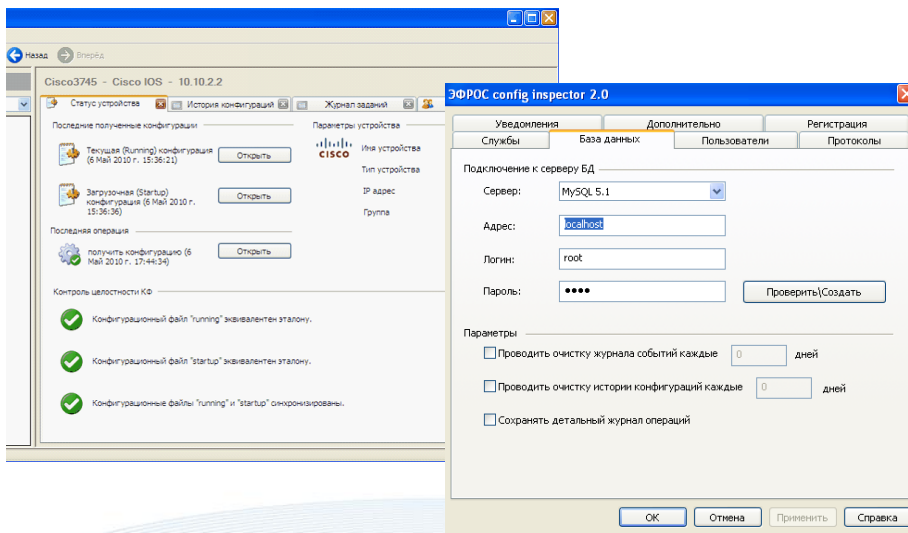 Назад
Вперёд
Cisco3745 - Cisco IOS - 10.10.2.2
Статус устройства
История конфигураций
Журнал заданий
Последние полученные конфигурации
Параметры устройства
Текущая (Running) конфигурация
(6 Май 2010 г. 15:36:21)
Открыть
CISCO
Имя устройства
Тип устройства
Загрузочная (Startup)
конфигурация (6 Май 2010 г.
15:36:36)
Открыть
IP адрес
Группа
Последняя операция
получить конфигурацию (6
Май 2010 г. 17:44:34)
Открыть
Контроль целостности КФ
Конфигурационный файл "running" эквивалентен эталону.
Конфигурационный файл "startup" эквивалентен эталону.
Конфигурационные файлы "running" и "startup" синхронизированы.
ЭФРОС config inspector 2.0
Уведомления
Дополнительно
Регистрация
Службы
База данных
Пользователи
Протоколы
Подключение к серверу БД
Сервер:
MySQL 5.1
Адрес:
localhost
Логин:
root
Пароль:
••••
Проверить\Создать
Параметры
Проводить очистку журнала событий каждые
0
дней
Проводить очистку истории конфигураций каждые
0
дней
Сохранять детальный журнал операций
ОК
Отмена
Применить
Справка